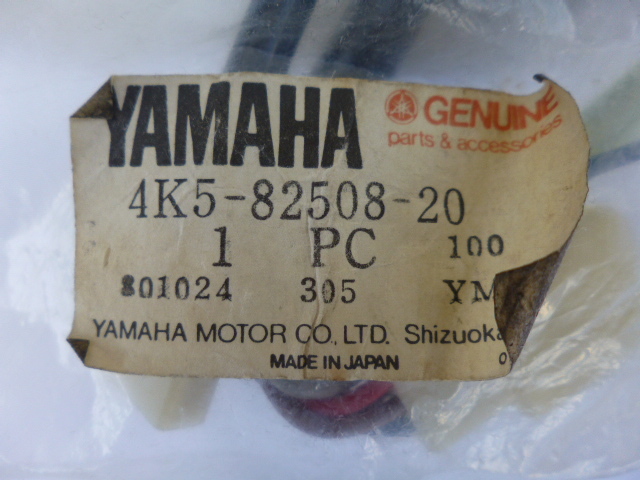 YAMAHA
GENUINE
parts & accessories
4K5-82508-20
1 PC 100
801024 305 YM
YAMAHA MOTOR CO., LTD. Shizuoka
MADE IN JAPAN